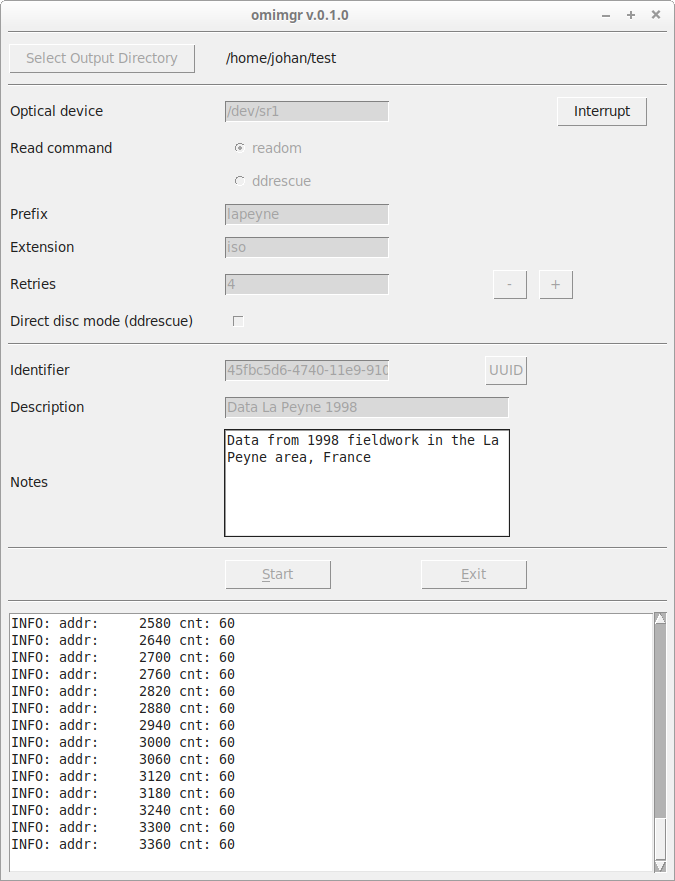 omimgr v.0.1.0
Select Output Directory /home/johan/test
Optical device /dev/sr1 Interrupt
Read command readom
ddrescue
Prefix lapeyne
Extension iso
Retries 4 - +
Direct disc mode (ddrescue)
Identifier 45fbc5d6-4740-11e9-910 UUID
Description Data La Peyne 1998
Data from 1998 fieldwork in the La
Peyne area, France
Notes
Start Exit
INFO: addr: 2580 cnt: 60
INFO: addr: 2640 cnt: 60
INFO: addr: 2700 cnt: 60
INFO: addr: 2760 cnt: 60
INFO: addr: 2820 cnt: 60
INFO: addr: 2880 cnt: 60
INFO: addr: 2940 cnt: 60
INFO: addr: 3000 cnt: 60
INFO: addr: 3060 cnt: 60
INFO: addr: 3120 cnt: 60
INFO: addr: 3180 cnt: 60
INFO: addr: 3240 cnt: 60
INFO: addr: 3300 cnt: 60
INFO: addr: 3360 cnt: 60